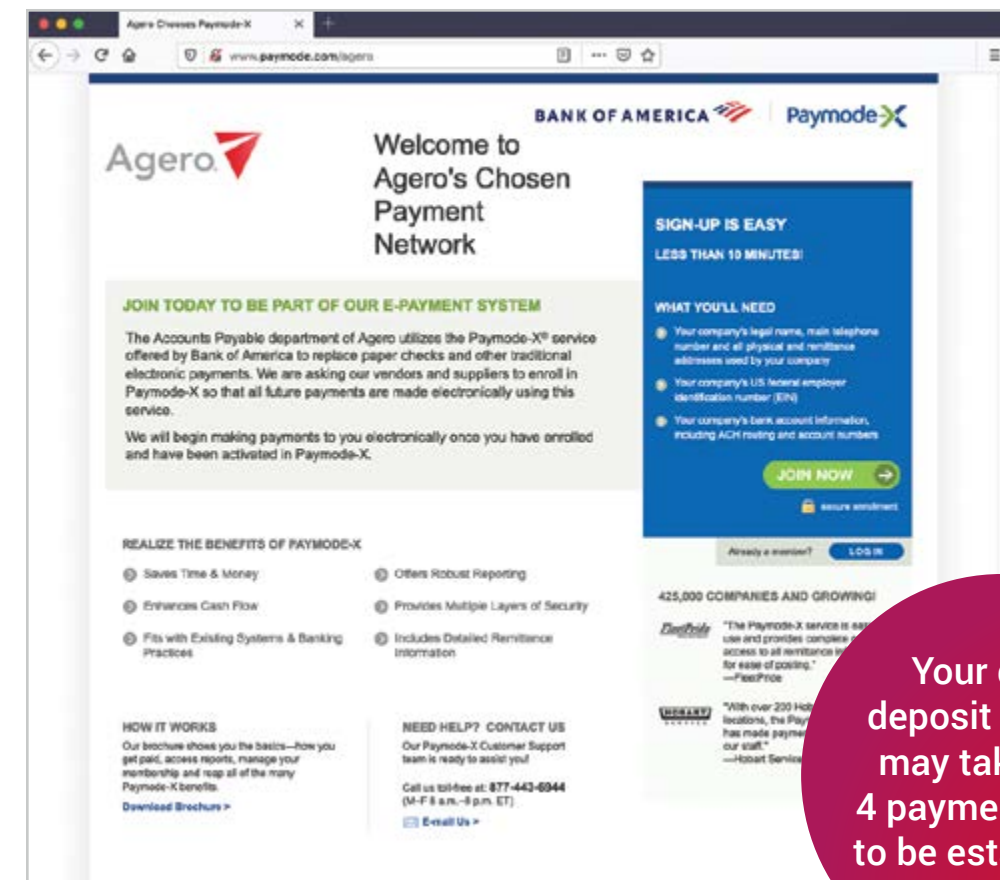 Agero Chooses Paymode-X
www.paymode.com/agero
BANK OF AMERICA
Paymode-X
Agero
Welcome to
Agero's Chosen
Payment
Network
SIGN-UP IS EASY
LESS THAN 10 MINUTES!
WHAT YOU'LL NEED
Your company's legal name, main telephone
number and all physical and remittance
addresses used by your company
Your company's US federal employer
identification number (EIN)
Your company's bank account information,
including ACH routing and account numbers
JOIN NOW
secure enrollment
Already a member?
LOG IN
JOIN TODAY TO BE PART OF OUR E-PAYMENT SYSTEM
The Accounts Payable department of Agero utilizes the Paymode-X® service
offered by Bank of America to replace paper checks and other traditional
electronic payments. We are asking our vendors and suppliers to enroll in
Paymode-X so that all future payments are made electronically using this
service.
We will begin making payments to you electronically once you have enrolled
and have been activated in Paymode-X.
REALIZE THE BENEFITS OF PAYMODE-X
Saves Time & Money
Enhances Cash Flow
Fits with Existing Systems & Banking
Practices
Offers Robust Reporting
Provides Multiple Layers of Security
Includes Detailed Remittance
Information
425,000 COMPANIES AND GROWING!
FleetPride
"The Paymode-X service is
use and provides complete
access to all remittance
for ease of posting."
—FleetPride
HOBART
SERVICE
"With over 200
locations, the
has made
our staff."
—Hobart Service
HOW IT WORKS
Our brochure shows you the basics—how you
get paid, access reports, manage your
membership and reap all of the many
Paymode-X benefits.
Download Brochure >
NEED HELP? CONTACT US
Our Paymode-X Customer Support
team is ready to assist you!
Call us toll-free at: 877-443-6944
(M-F 8 a.m.-8 p.m. ET)
E-mail Us >
Your
deposit
may
4
to be